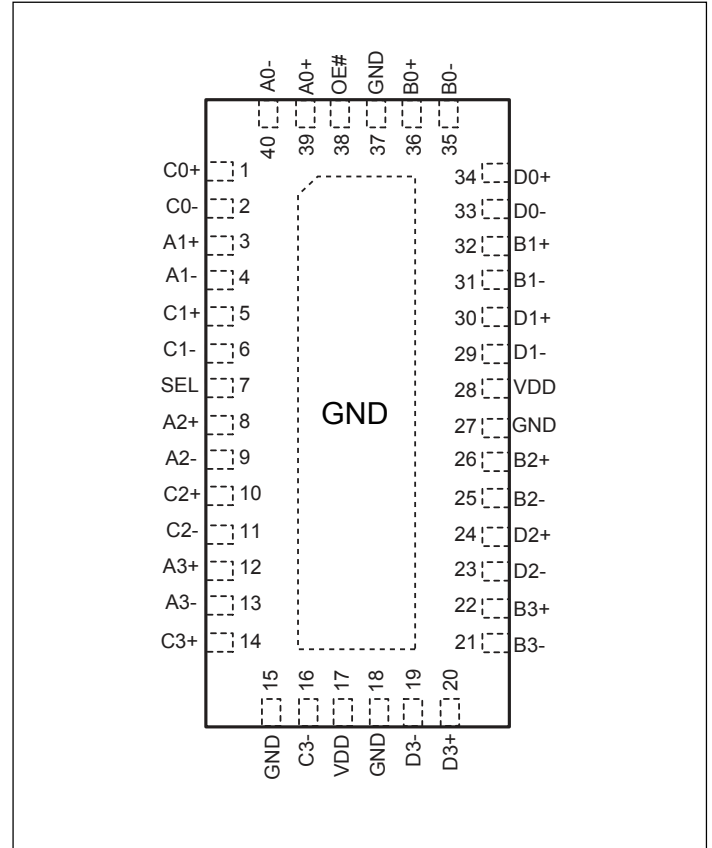 A0- A0+ OE# GND B0+ B0-
40 39 38 37 36 35
C0+ 1 34 D0+
C0- 2 33 D0-
A1+ 3 32 B1+
A1- 4 31 B1-
C1+ 5 30 D1+
C1- 6 29 D1-
SEL 7 28 VDD
GND
A2+ 8 27 GND
A2- 9 26 B2+
C2+ 10 25 B2-
C2- 11 24 D2+
A3+ 12 23 D2-
A3- 13 22 B3+
C3+ 14 21 B3-
15 16 17 18 19 20
GND C3- VDD GND D3- D3+